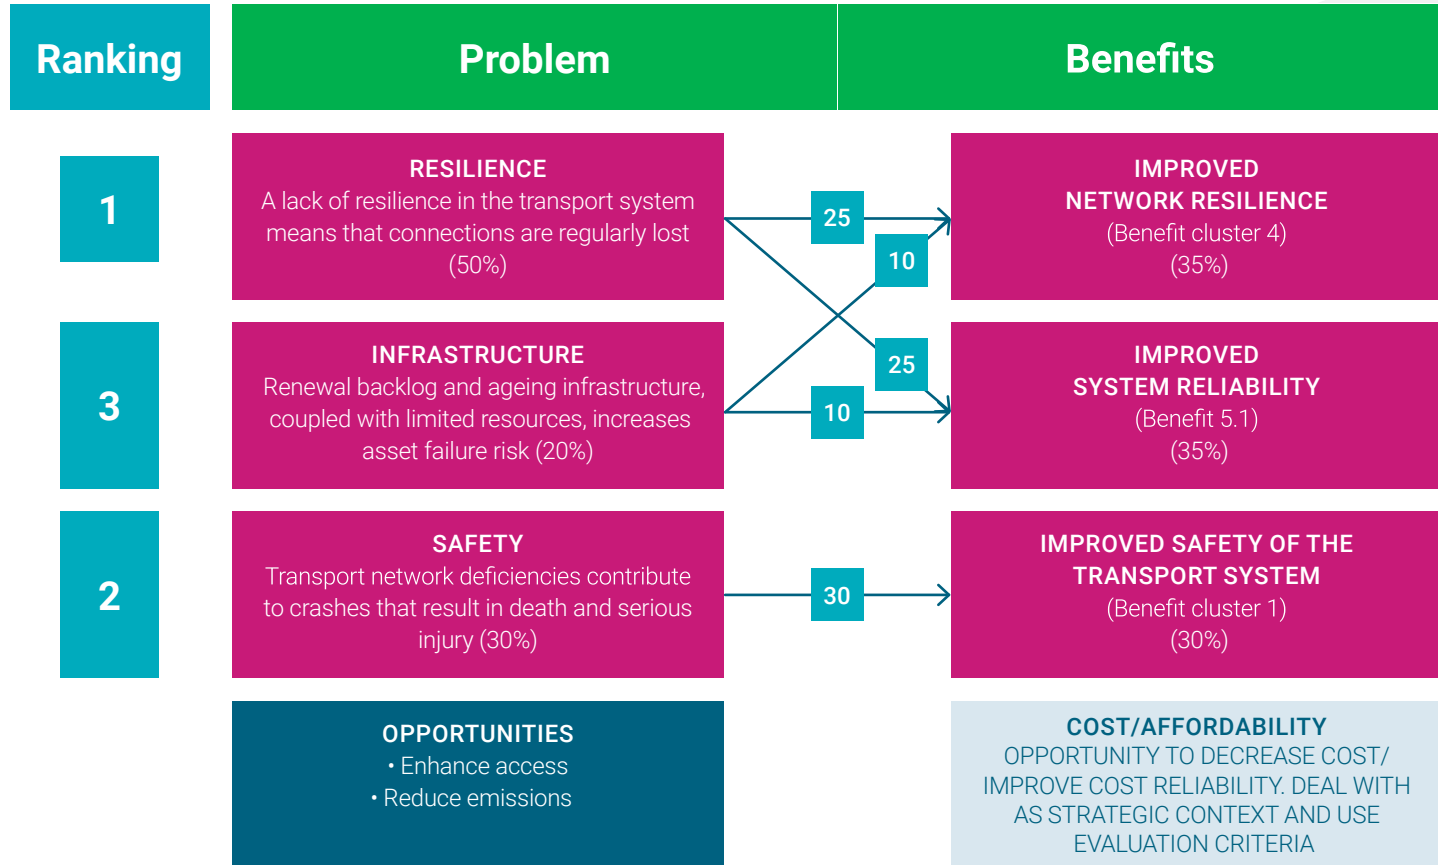 Ranking
Problem
Benefits
1
RESILIENCE
A lack of resilience in the transport system
means that connections are regularly lost
(50%)
25
10
IMPROVED
NETWORK RESILIENCE
(Benefit cluster 4)
(35%)
3
INFRASTRUCTURE
Renewal backlog and ageing infrastructure,
coupled with limited resources, increases
asset failure risk (20%)
25
10
IMPROVED
SYSTEM RELIABILITY
(Benefit 5.1)
(35%)
2
SAFETY
Transport network deficiencies contribute
to crashes that result in death and serious
injury (30%)
30
IMPROVED SAFETY OF THE
TRANSPORT SYSTEM
(Benefit cluster 1)
(30%)
OPPORTUNITIES
• Enhance access
• Reduce emissions
COST/AFFORDABILITY
OPPORTUNITY TO DECREASE COST/
IMPROVE COST RELIABILITY. DEAL WITH
AS STRATEGIC CONTEXT AND USE
EVALUATION CRITERIA